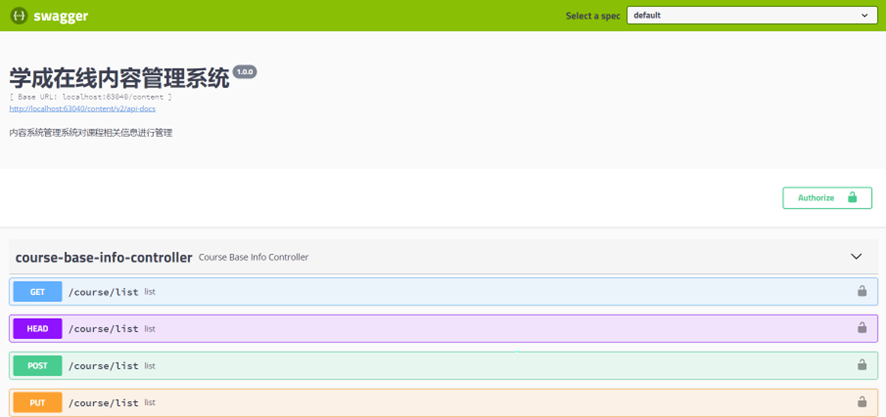 swagger
Select a spec default
学成在线内容管理系统 1.0.0
[ Base URL: localhost:63040/content ]
http://localhost:63040/content/v2/api-docs
内容系统管理系统对课程相关信息进行管理
Authorize
course-base-info-controller Course Base Info Controller
GET /course/list list
HEAD /course/list list
POST /course/list list
PUT /course/list list